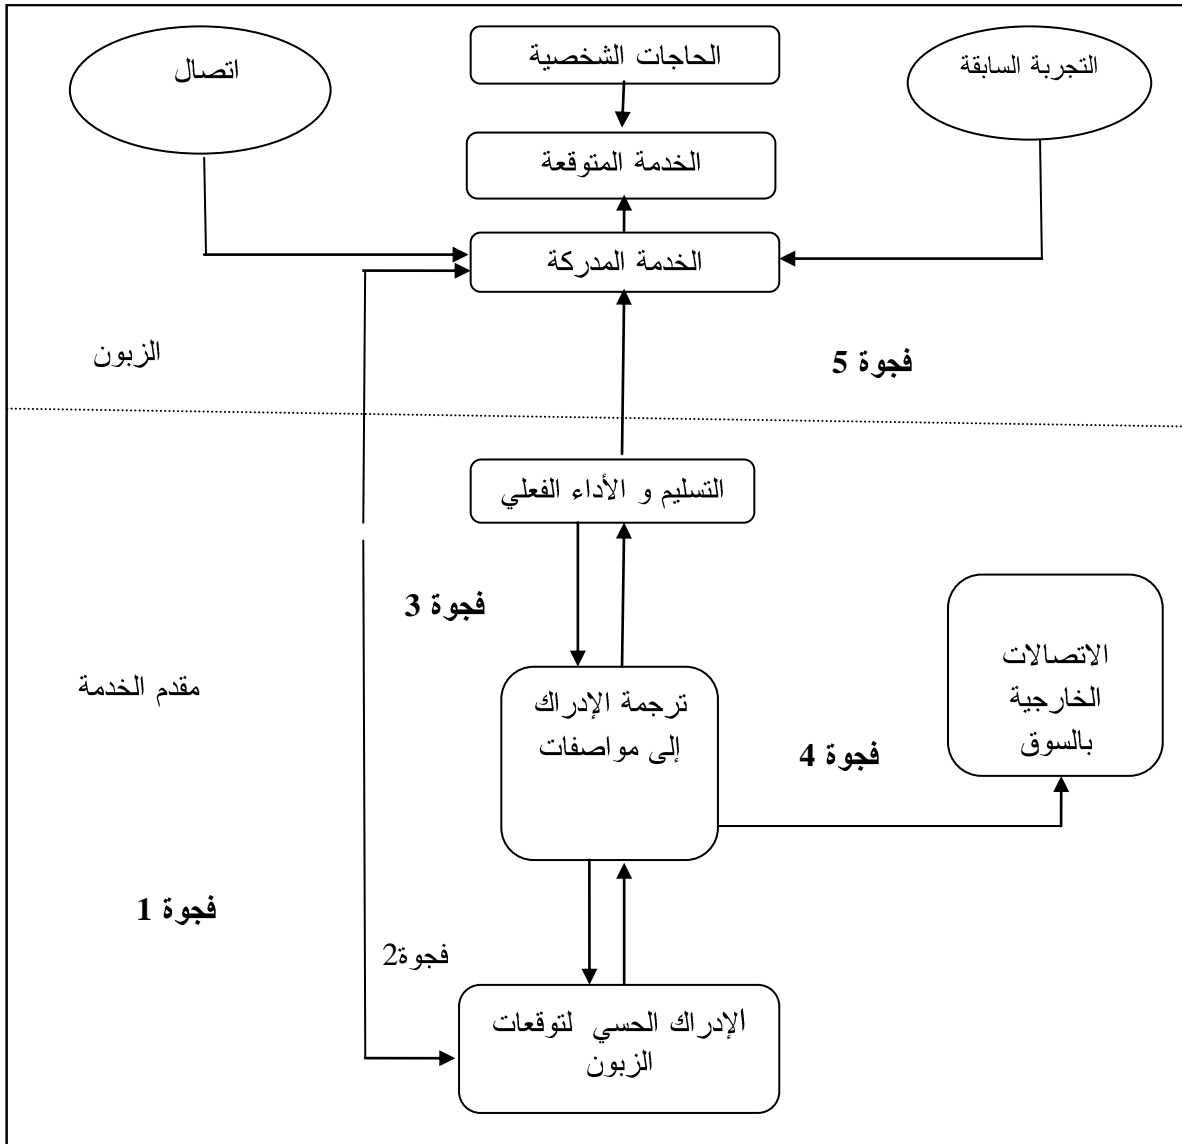 اتصال
الحاجات الشخصية
التجربة السابقة
الخدمة المتوقعة
الخدمة المدركة
الزبون
فجوة 5
التسليم و الأداء الفعلي
فجوة 3
مقدم الخدمة
ترجمة الإدراك
إلى مواصفات
الاتصالات
الخارجية
بالسوق
فجوة 4
فجوة 1
فجوة2
الإدراك الحسي لتوقعات
الزبون